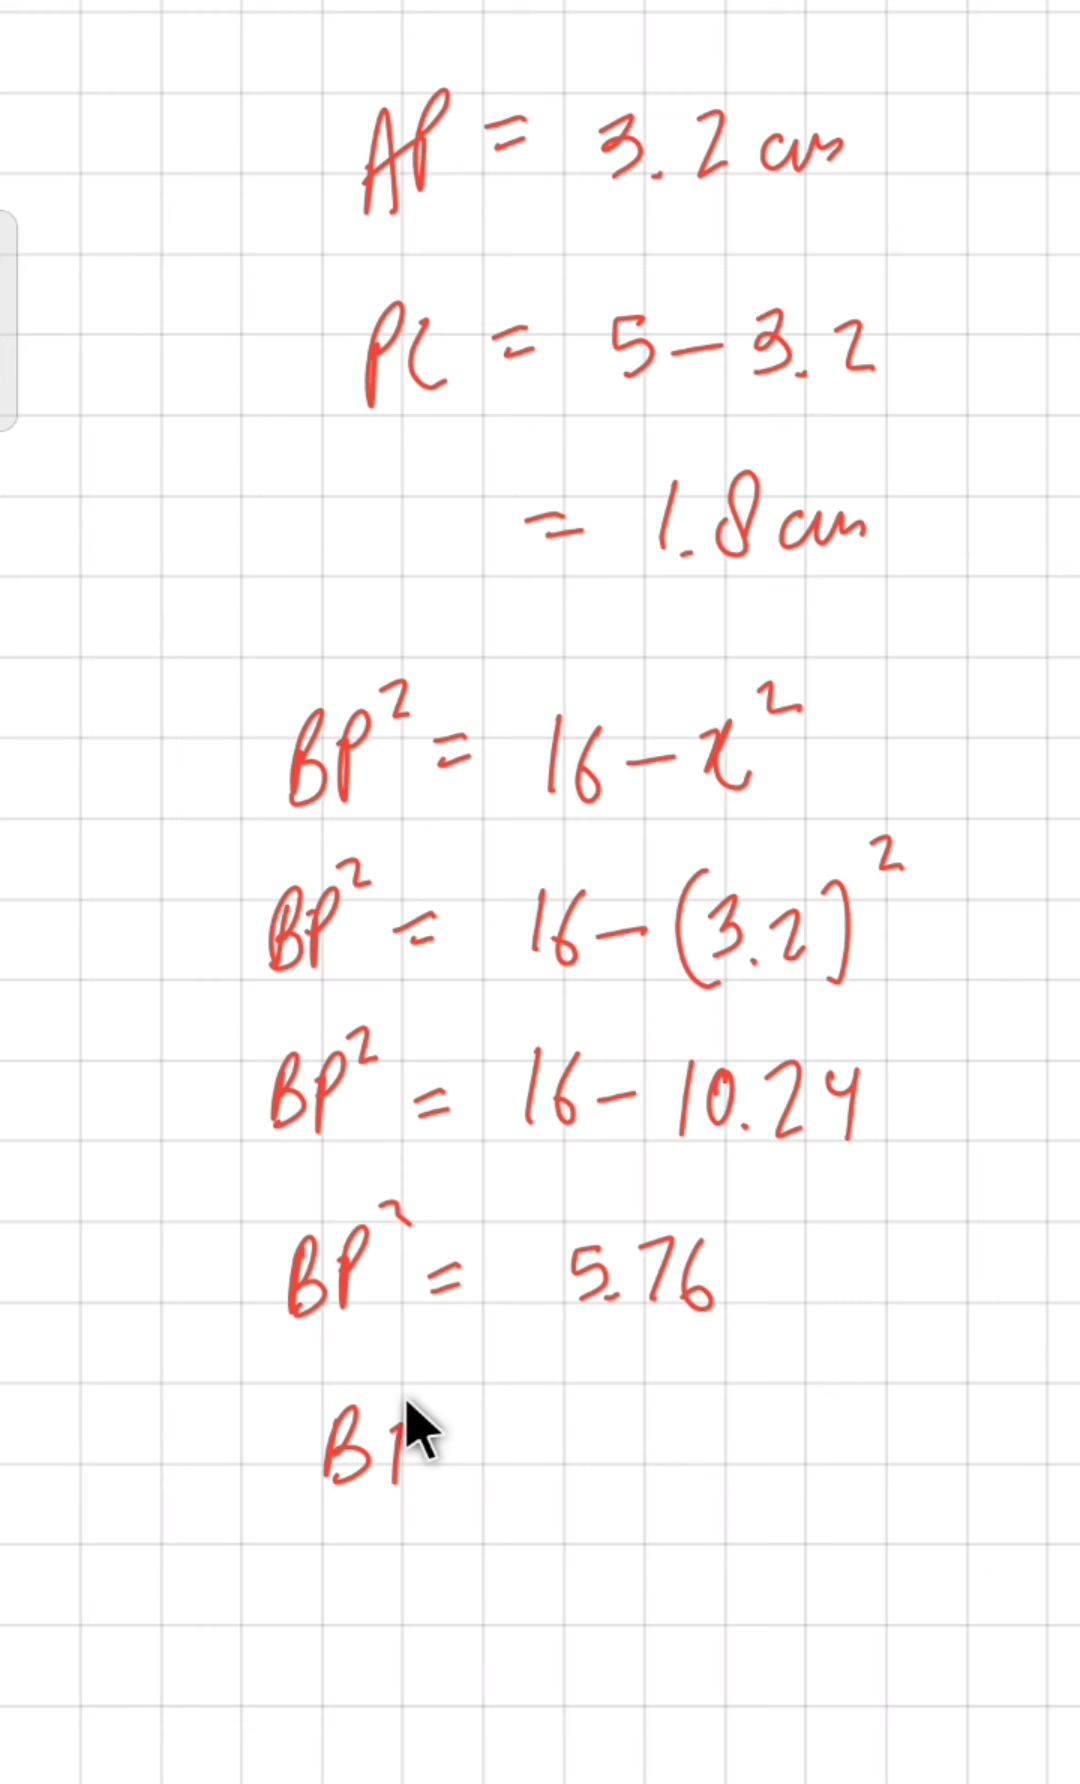 AP = 3.2 cm
PC = 5 - 3.2
= 1.8 cm
BP² = 16 - x²
BP² = 16 - (3.2)²
BP² = 16 - 10.24
BP² = 5.76
BP